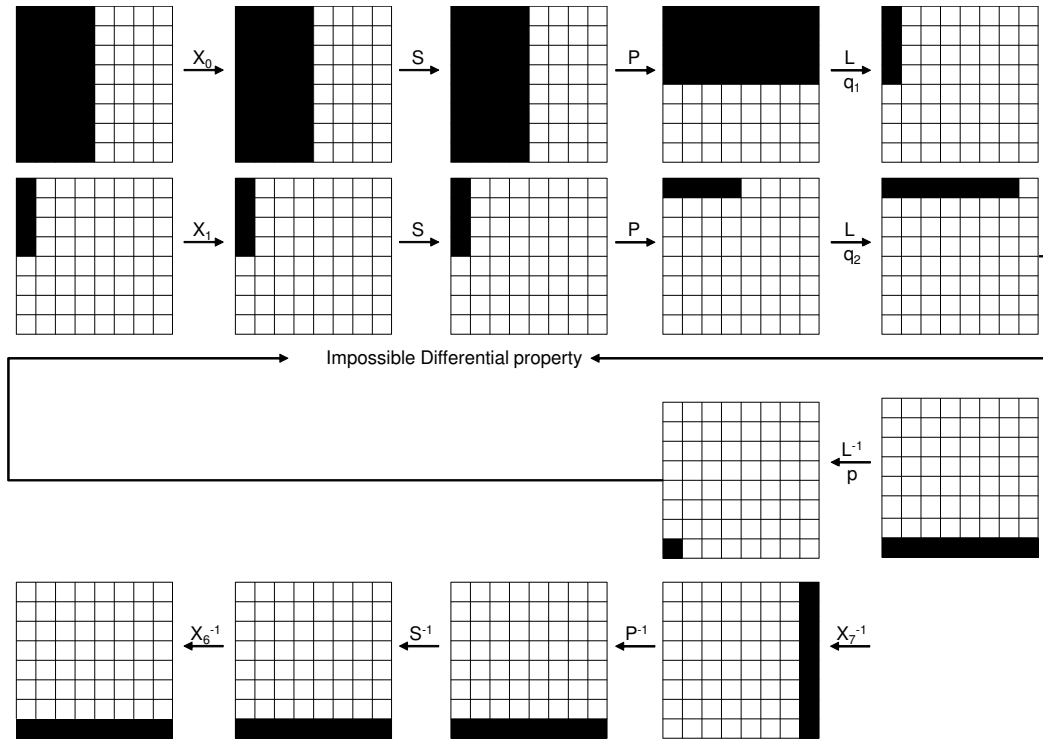 X₀ S P L
q₁
X₁ S P L
q₂
Impossible Differential property
L⁻¹
p
X₆⁻¹ S⁻¹ P⁻¹ X₇⁻¹